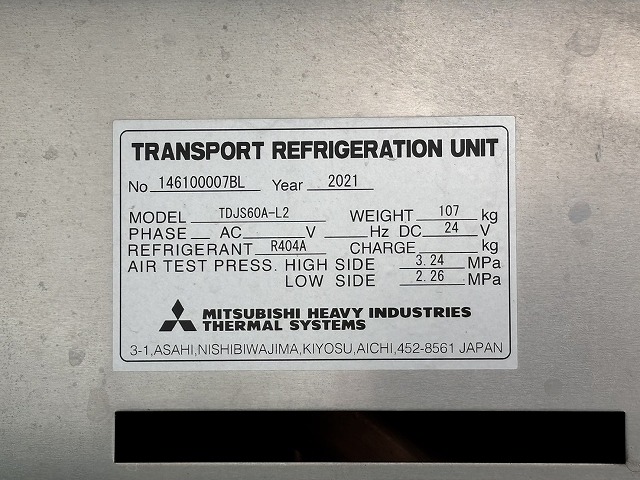 TRANSPORT REFRIGERATION UNIT
No 146100007BL Year 2021
MODEL TDJS60A-L2 WEIGHT 107 kg
PHASE AC V Hz DC 24 V
REFRIGERANT R404A CHARGE kg
AIR TEST PRESS. HIGH SIDE 3.24 MPa
LOW SIDE 2.26 MPa
MITSUBISHI HEAVY INDUSTRIES
THERMAL SYSTEMS
3-1,ASAHI,NISHIBIWAJIMA,KIYOSU,AICHI,452-8561 JAPAN